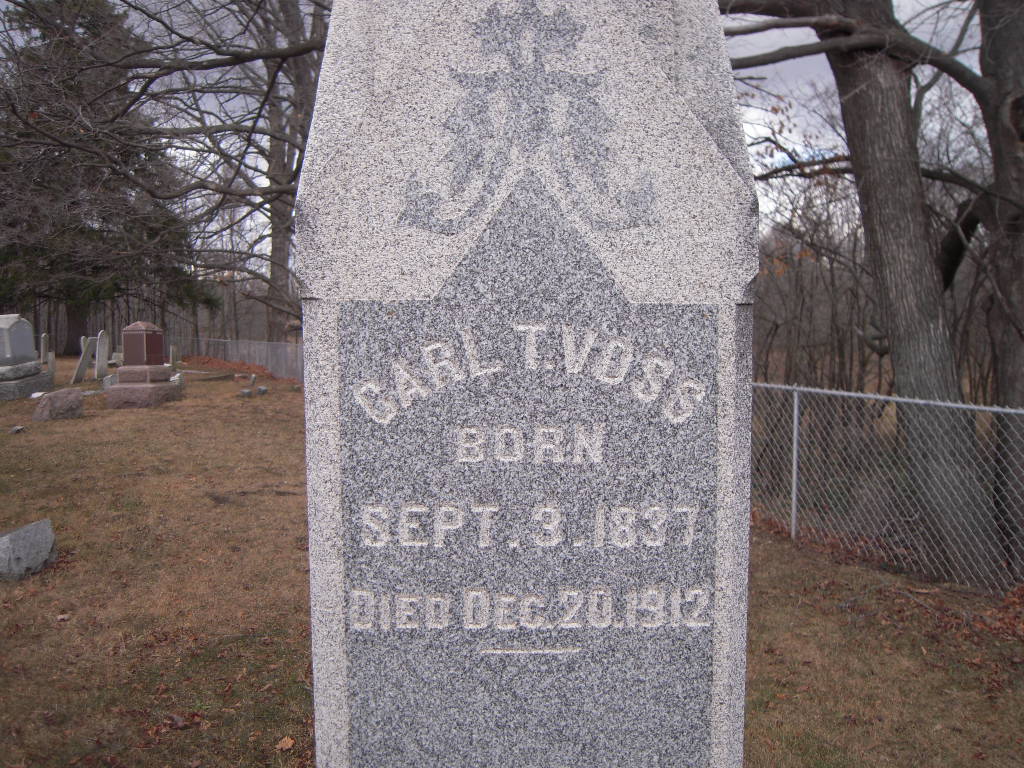 CARL T. VOSS
BORN
SEPT. 3. 1837
DIED DEC. 20. 1912